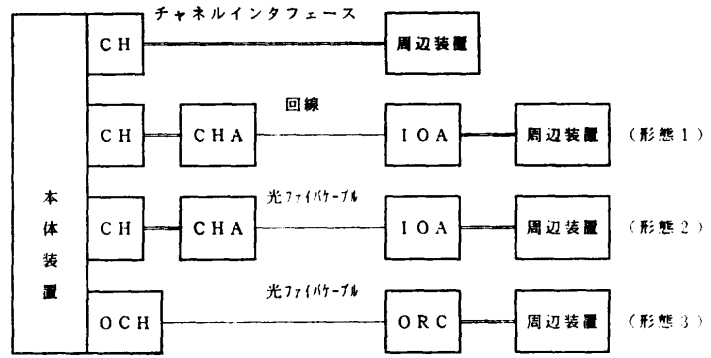 チャネルインタフェース
CH 周辺装置
回線
CH CHA IOA 周辺装置 (形態1)
光ファイバケーブル
CH CHA IOA 周辺装置 (形態2)
本体装置
光ファイバケーブル
OCH ORC 周辺装置 (形態3)